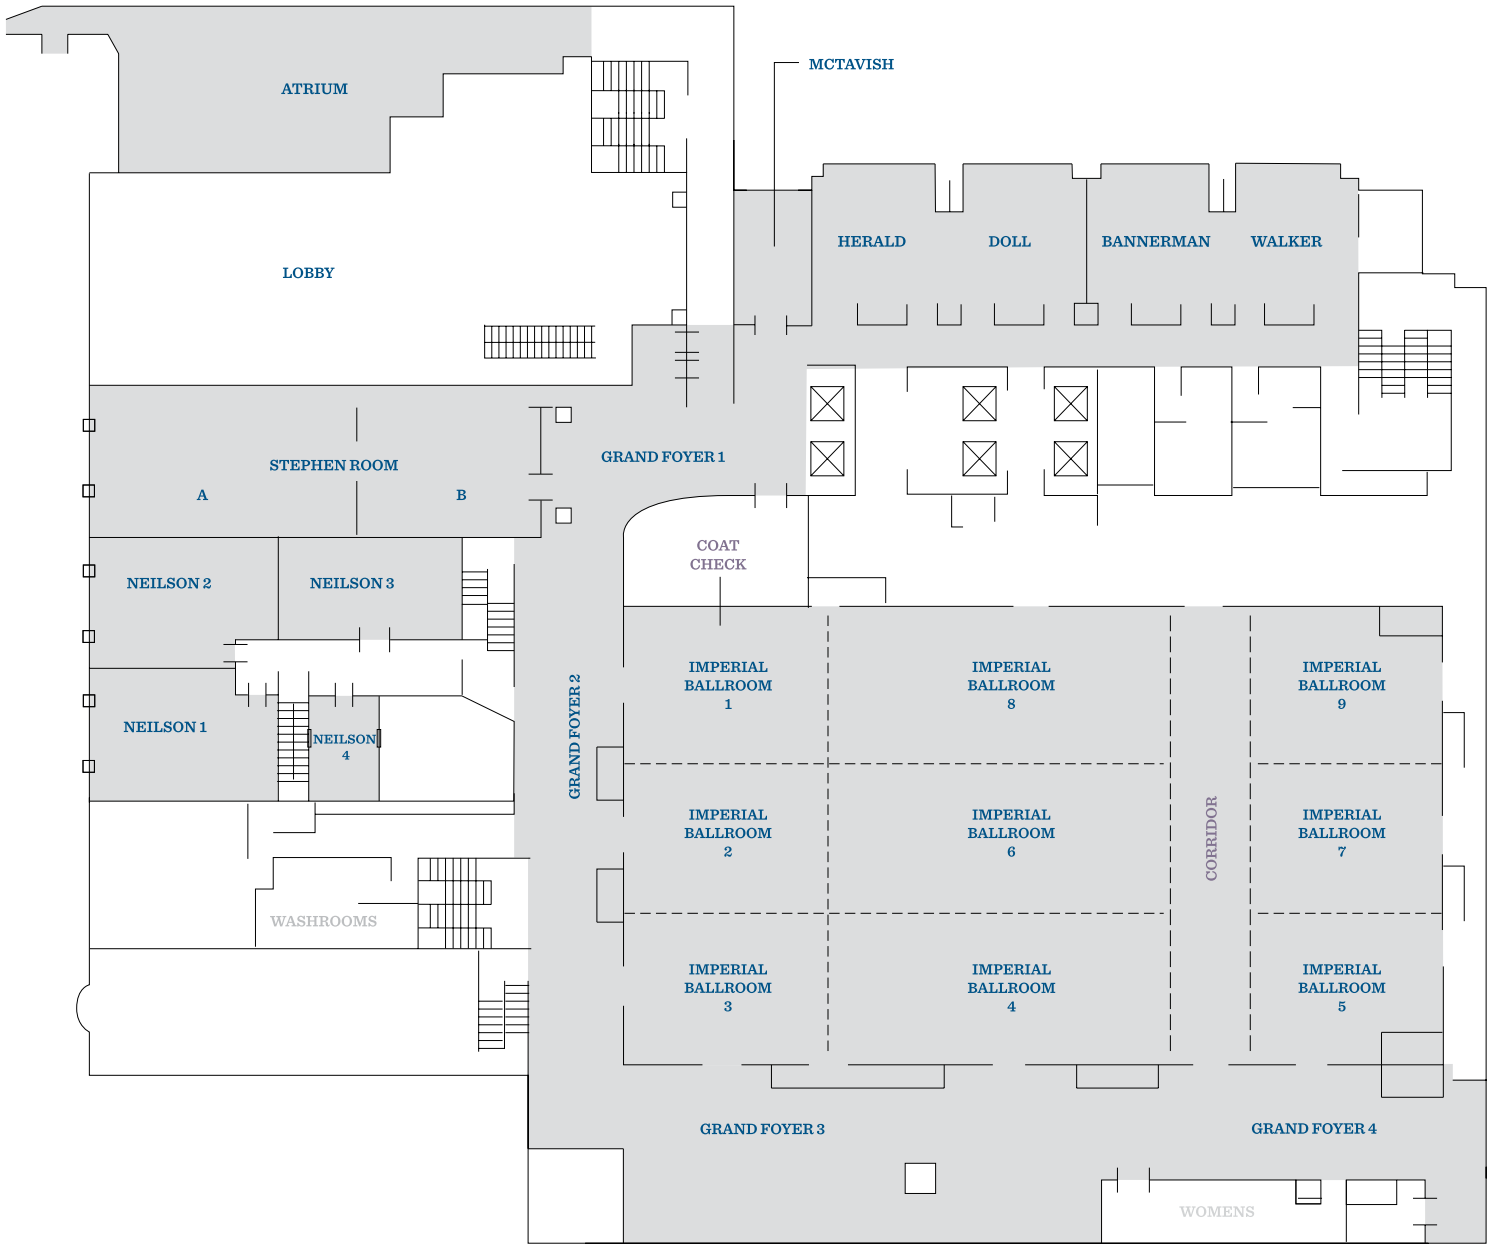 MCTAVISH
ATRIUM
HERALD
DOLL
BANNERMAN
WALKER
LOBBY
GRAND FOYER 1
STEPHEN ROOM
A
B
COAT
CHECK
NEILSON 2
NEILSON 3
IMPERIAL
BALLROOM
1
IMPERIAL
BALLROOM
8
IMPERIAL
BALLROOM
9
NEILSON 1
NEILSON
4
GRAND FOYER 2
IMPERIAL
BALLROOM
2
IMPERIAL
BALLROOM
6
CORRIDOR
IMPERIAL
BALLROOM
7
WASHROOMS
IMPERIAL
BALLROOM
3
IMPERIAL
BALLROOM
4
IMPERIAL
BALLROOM
5
GRAND FOYER 3
GRAND FOYER 4
WOMENS